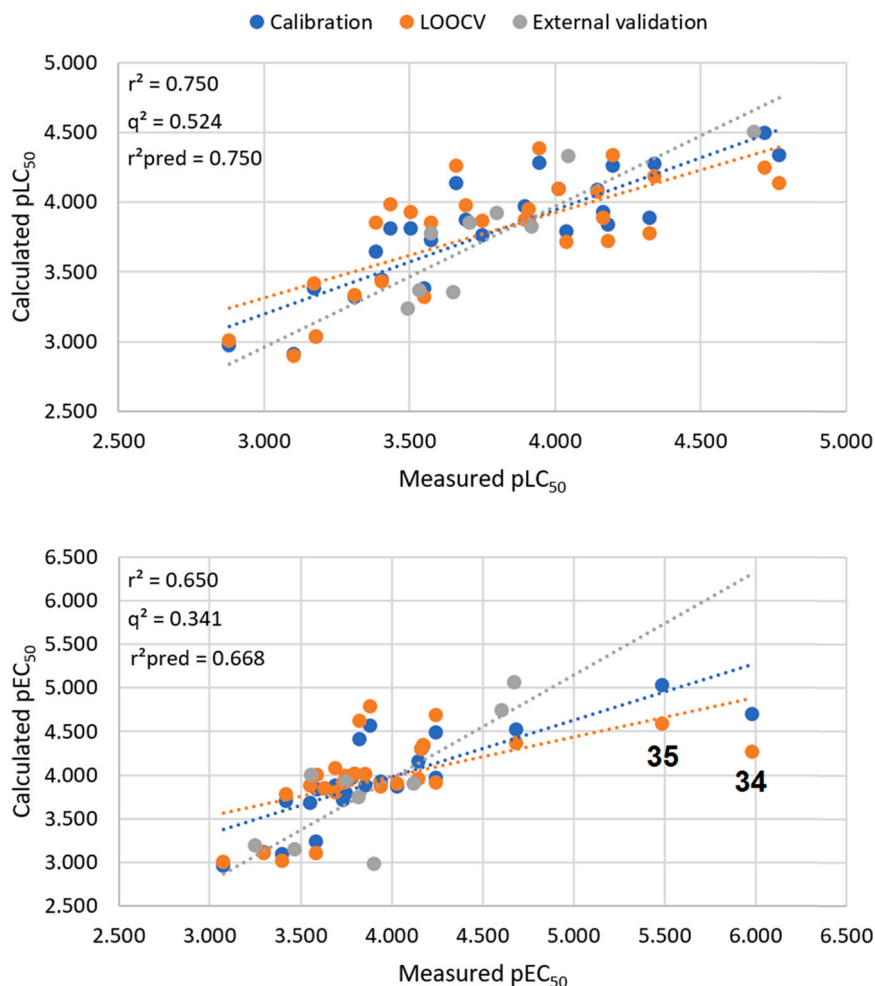 Calibration LOOCV External validation
5.000
r² = 0.750
4.500
q² = 0.524
r²pred = 0.750
4.000
3.500
3.000
2.500
Calculated pLC₅₀
2.500 3.000 3.500 4.000 4.500 5.000
Measured pLC₅₀
6.500
r² = 0.650
6.000
q² = 0.341
5.500
r²pred = 0.668
5.000
4.500
35
4.000
34
3.500
3.000
2.500
Calculated pEC₅₀
2.500 3.000 3.500 4.000 4.500 5.000 5.500 6.000 6.500
Measured pEC₅₀